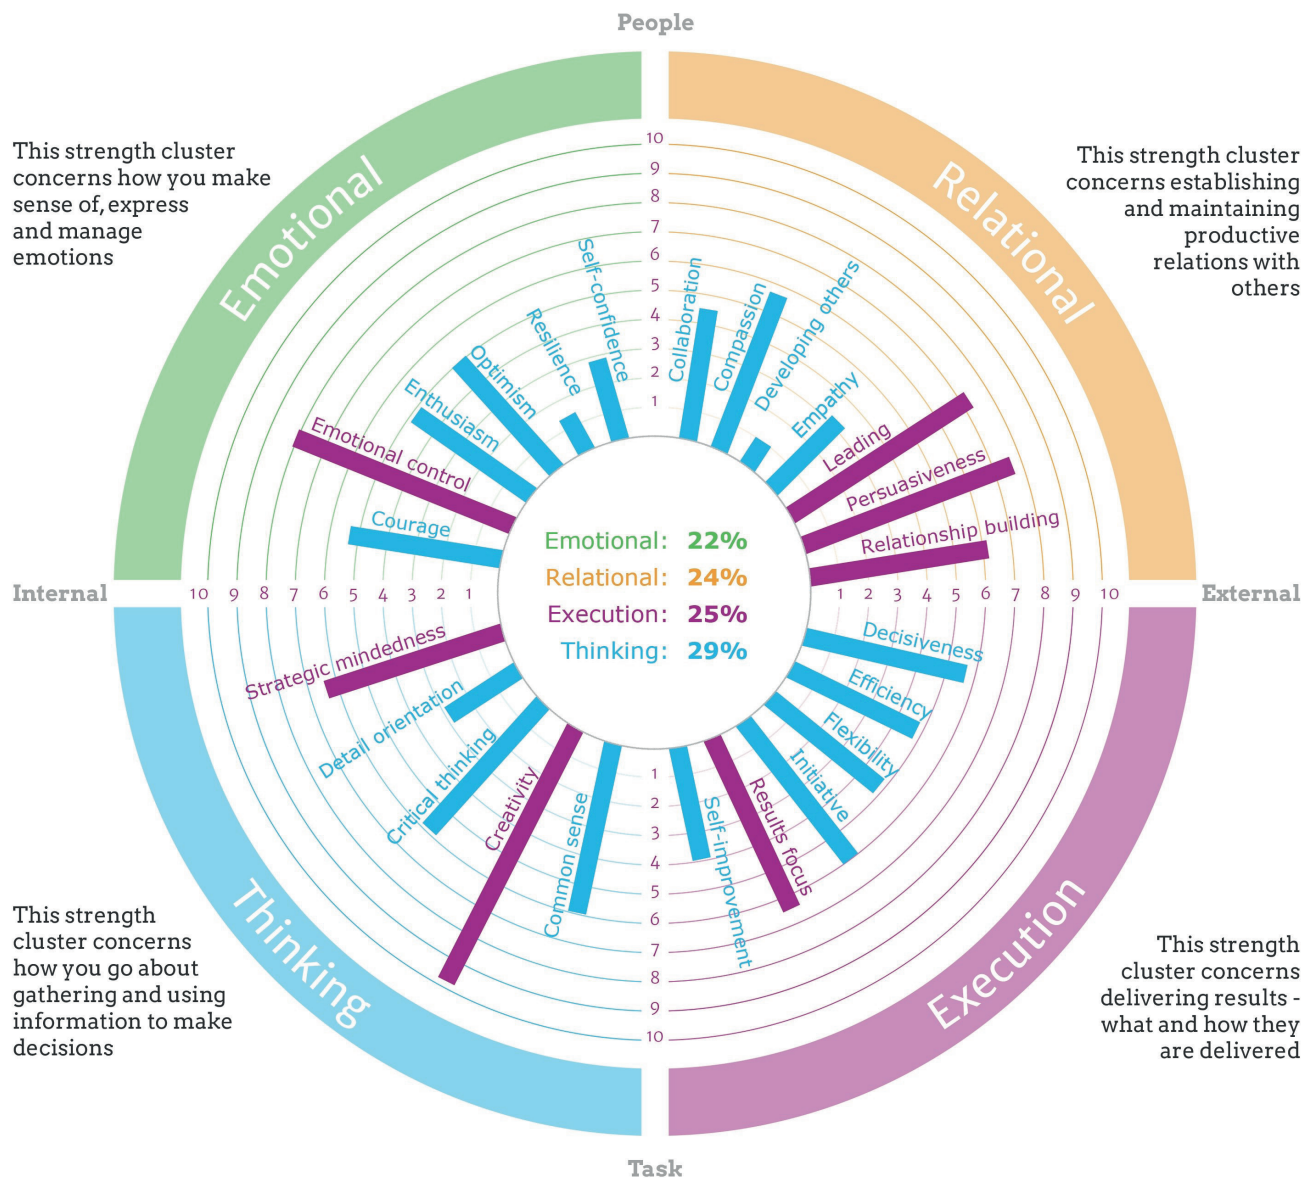 People
This strength cluster
concerns how you make
sense of, express
and manage
emotions
This strength cluster
concerns establishing
and maintaining
productive
relations with
others
Emotional
Relational
10
9
8
7
6
5
4
3
2
1
Self-confidence
Resilience
Optimism
Enthusiasm
Emotional control
Courage
Collaboration
Compassion
Developing others
Empathy
Leading
Persuasiveness
Relationship building
Emotional: 22%
Relational: 24%
Execution: 25%
Thinking: 29%
Internal
10 9 8 7 6 5 4 3 2 1
1 2 3 4 5 6 7 8 9 10
External
Strategic mindedness
Detail orientation
Critical thinking
Creativity
Common sense
Decisiveness
Efficiency
Flexibility
Initiative
Results focus
Self-improvement
1
2
3
4
5
6
7
8
9
10
Thinking
Execution
This strength
cluster concerns
how you go about
gathering and using
information to make
decisions
This strength
cluster concerns
delivering results -
what and how they
are delivered
Task